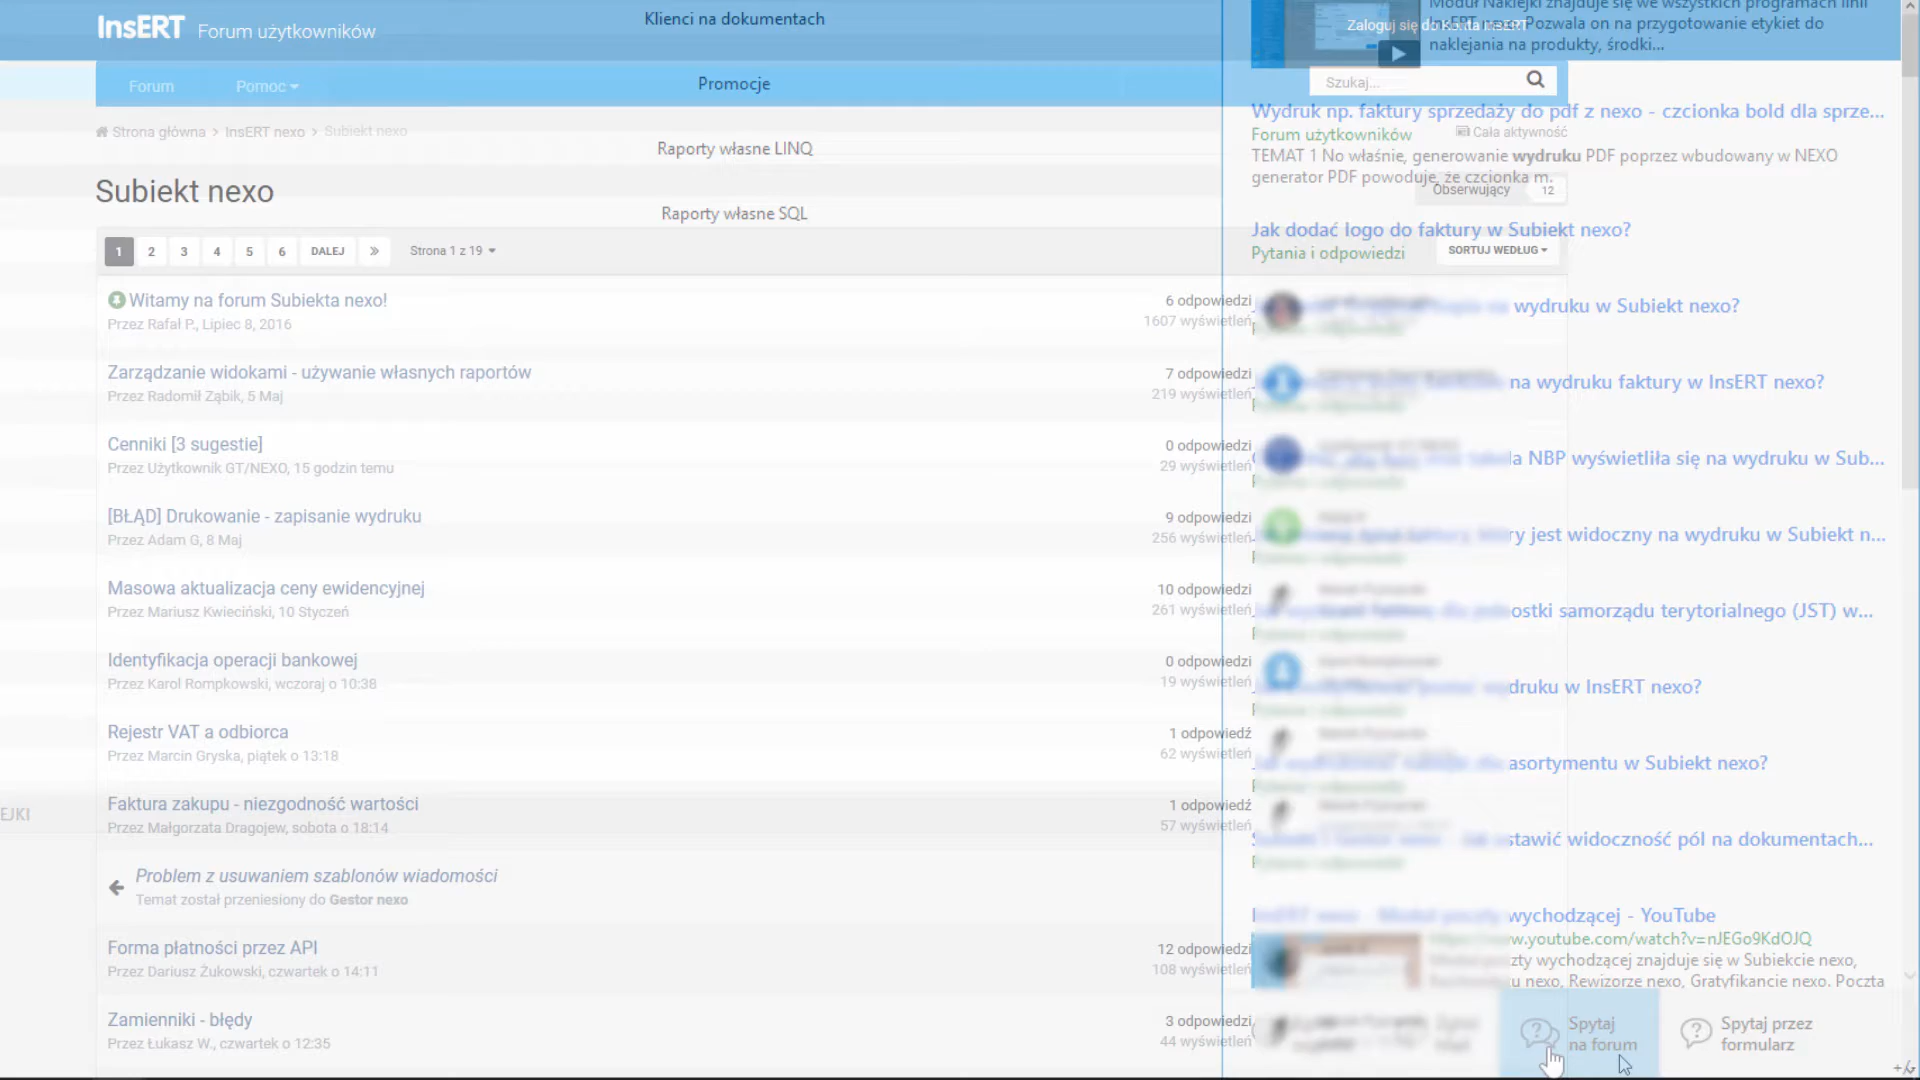 InsERT Forum użytkowników
Klienci na dokumentach
Zaloguj się do Konta InsERT
Moduł Naklejki znajduje się we wszystkich programach linii
InsERT nexo. Pozwala on na przygotowanie etykiet do
naklejania na produkty, środki...
Forum
Pomoc
Promocje
Szukaj...
Strona główna > InsERT nexo > Subiekt nexo
Cała aktywność
Raporty własne LINQ
Subiekt nexo
Raporty własne SQL
Obserwujący 12
1 2 3 4 5 6 DALEJ » Strona 1 z 19
SORTUJ WEDŁUG
Witamy na forum Subiekta nexo!
Przez Rafał P., Lipiec 8, 2016
6 odpowiedzi
1607 wyświetleń
Zarządzanie widokami - używanie własnych raportów
Przez Radomił Ząbik, 5 Maj
7 odpowiedzi
219 wyświetleń
Cenniki [3 sugestie]
Przez Użytkownik GT/NEXO, 15 godzin temu
0 odpowiedzi
29 wyświetleń
[BŁĄD] Drukowanie - zapisanie wydruku
Przez Adam G, 8 Maj
9 odpowiedzi
256 wyświetleń
Masowa aktualizacja ceny ewidencyjnej
Przez Mariusz Kwieciński, 10 Styczeń
10 odpowiedzi
261 wyświetleń
Identyfikacja operacji bankowej
Przez Karol Rompkowski, wczoraj o 10:38
0 odpowiedzi
19 wyświetleń
Rejestr VAT a odbiorca
Przez Marcin Gryska, piątek o 13:18
1 odpowiedź
62 wyświetleń
EJKI
Faktura zakupu - niezgodność wartości
Przez Małgorzata Dragojew, sobota o 18:14
1 odpowiedź
57 wyświetleń
Problem z usuwaniem szablonów wiadomości
Temat został przeniesiony do Gestor nexo
Forma płatności przez API
Przez Dariusz Żukowski, czwartek o 14:11
12 odpowiedzi
108 wyświetleń
Zamienniki - błędy
Przez Łukasz W., czwartek o 12:35
3 odpowiedzi
44 wyświetleń
Wydruk np. faktury sprzedaży do pdf z nexo - czcionka bold dla sprze...
Forum użytkowników
TEMAT 1 No właśnie, generowanie wydruku PDF poprzez wbudowany w NEXO
generator PDF powoduje, że czcionka m.
Jak dodać logo do faktury w Subiekt nexo?
Pytania i odpowiedzi
wydruku w Subiekt nexo?
na wydruku faktury w InsERT nexo?
NBP wyświetliła się na wydruku w Sub...
jest widoczny na wydruku w Subiekt n...
samorządu terytorialnego (JST) w...
w InsERT nexo?
asortymentu w Subiekt nexo?
widoczność pól na dokumentach...
wychodzącej - YouTube
.youtube.com/watch?v=nJEGo9KdOJQ
wychodzącej znajduje się w Subiekcie nexo,
nexo, Rewizorze nexo, Gratyfikancie nexo. Poczta
Spytaj
na forum
Spytaj przez
formularz